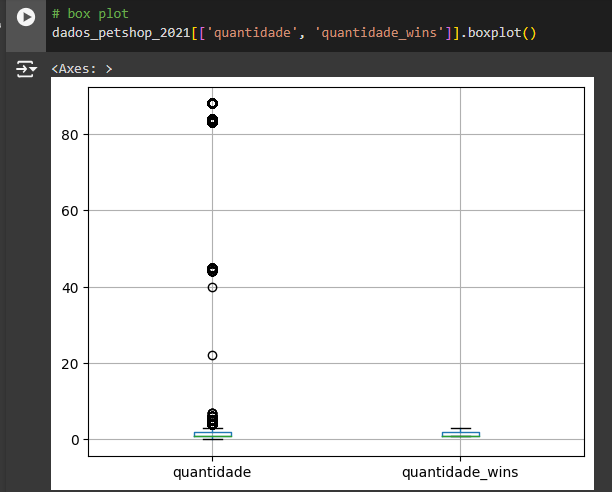 # box plot
dados_petshop_2021[['quantidade', 'quantidade_wins']].boxplot()
<Axes: >
80
60
40
20
0
quantidade quantidade_wins